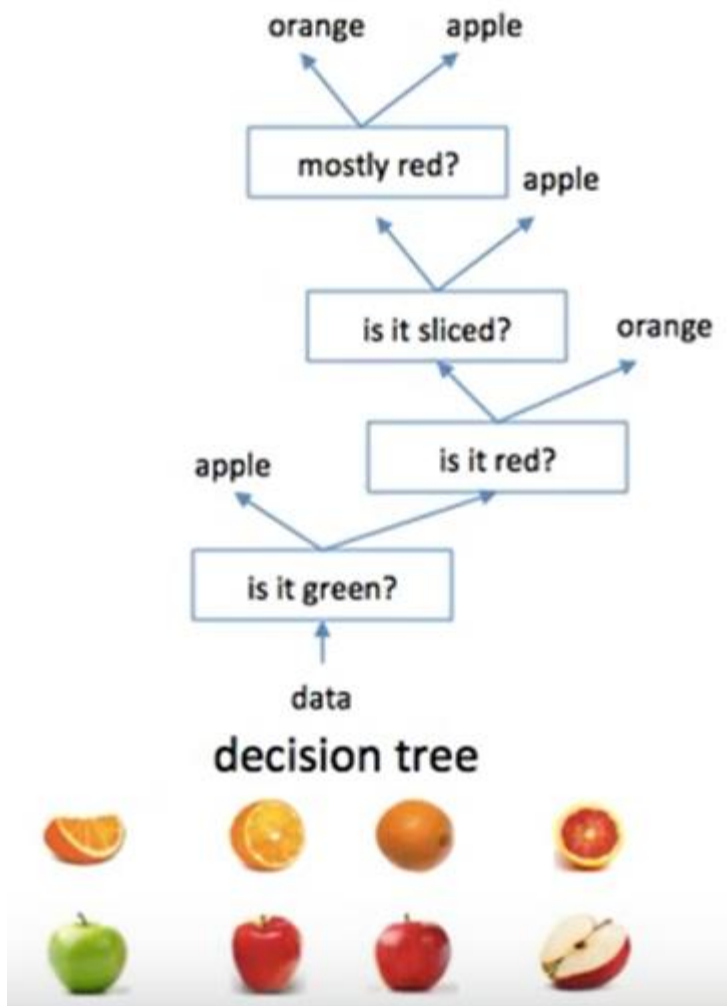 orange
apple
mostly red?
apple
is it sliced?
orange
is it red?
apple
is it green?
data
decision tree